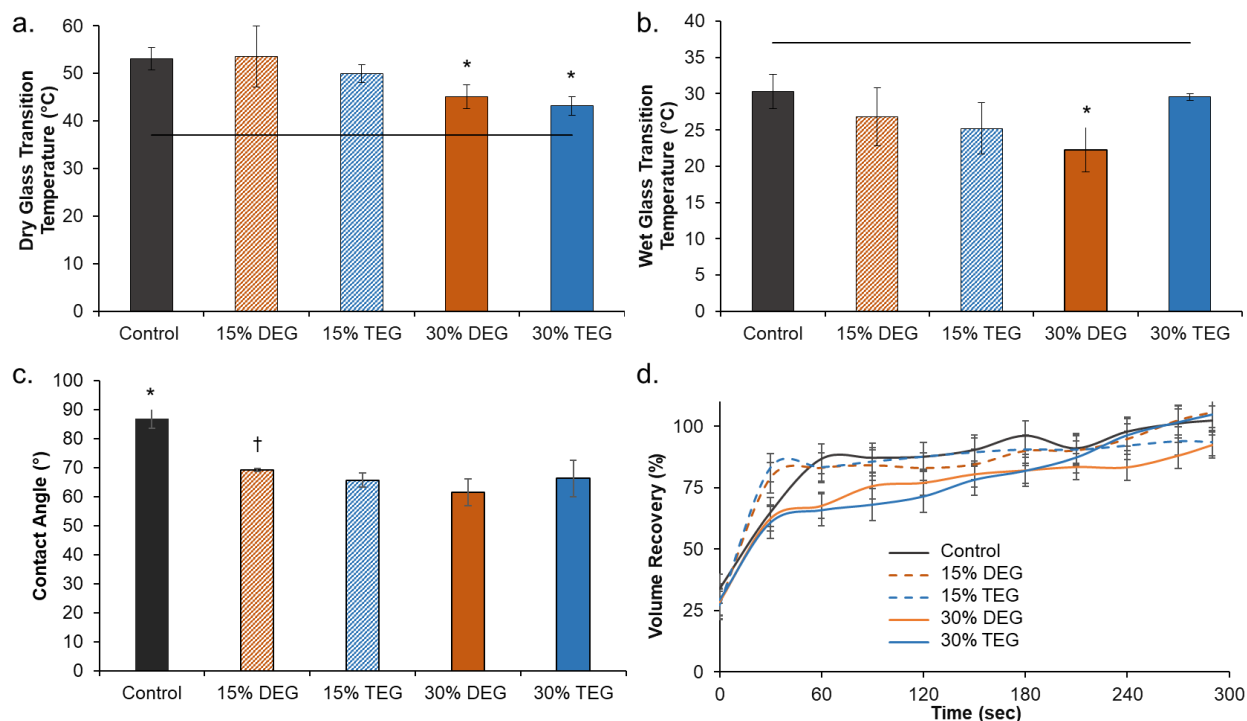 a.
Dry Glass Transition
Temperature (°C)
60
50
40
30
20
10
0
*
*
Control
15% DEG
15% TEG
30% DEG
30% TEG
b.
Wet Glass Transition
Temperature (°C)
40
35
30
25
20
15
10
5
0
*
Control
15% DEG
15% TEG
30% DEG
30% TEG
c.
Contact Angle (°)
100
90
80
70
60
50
40
30
20
10
0
*
†
Control
15% DEG
15% TEG
30% DEG
30% TEG
d.
Volume Recovery (%)
100
75
50
25
0
Control
15% DEG
15% TEG
30% DEG
30% TEG
0
60
120
180
240
300
Time (sec)